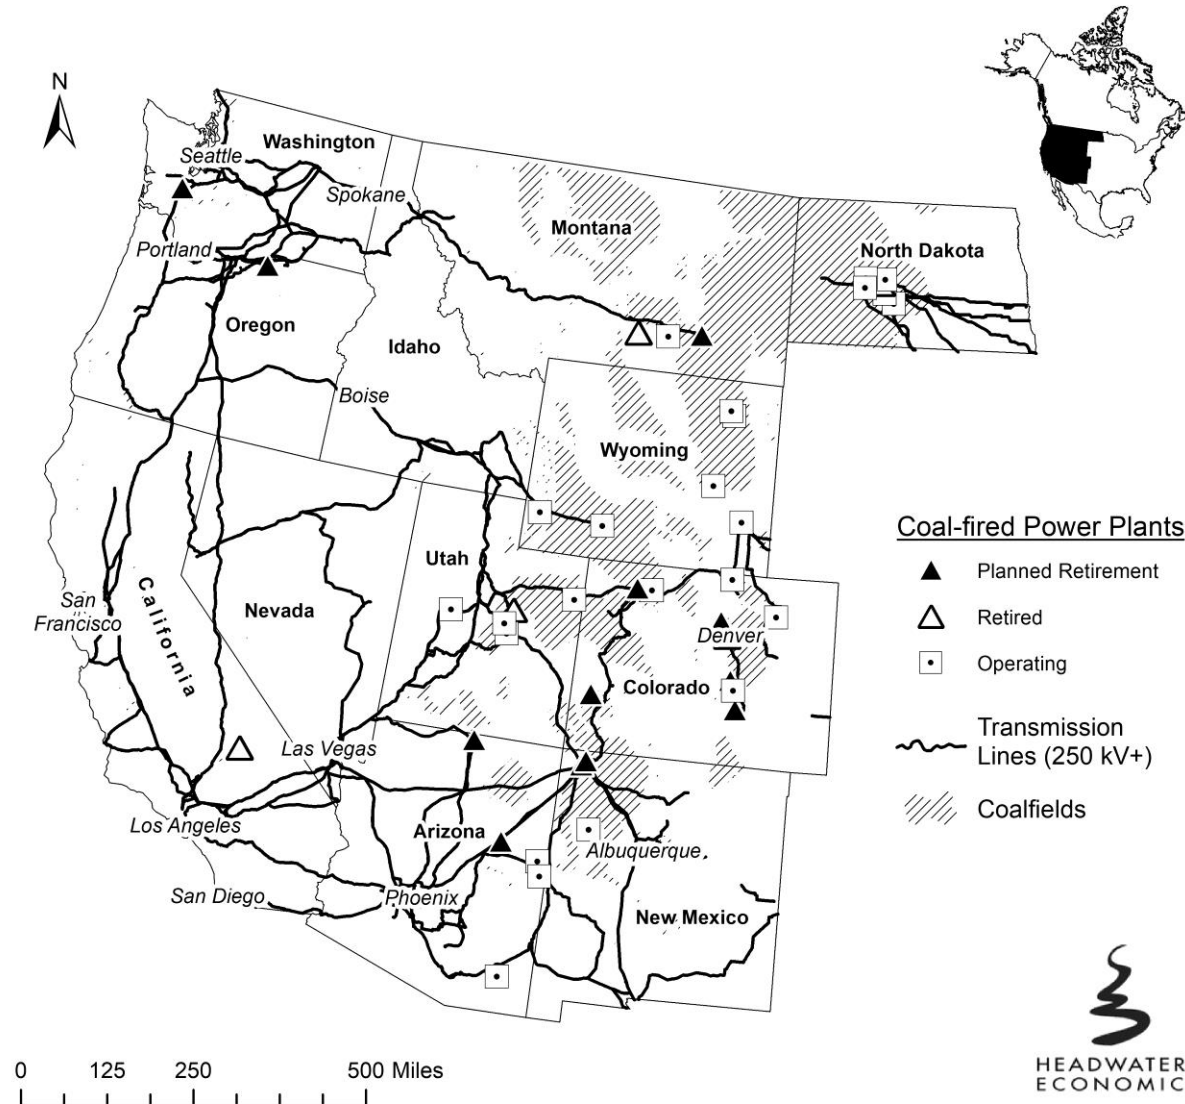 N
Washington
Seattle
Spokane
Montana
North Dakota
Portland
Oregon
Idaho
Boise
Wyoming
Utah
San
Francisco
California
Nevada
Denver
Colorado
Las Vegas
Los Angeles
Arizona
Albuquerque
San Diego
Phoenix
New Mexico
Coal-fired Power Plants
Planned Retirement
Retired
Operating
Transmission
Lines (250 kV+)
Coalfields
0 125 250 500 Miles
HEADWATER
ECONOMIC